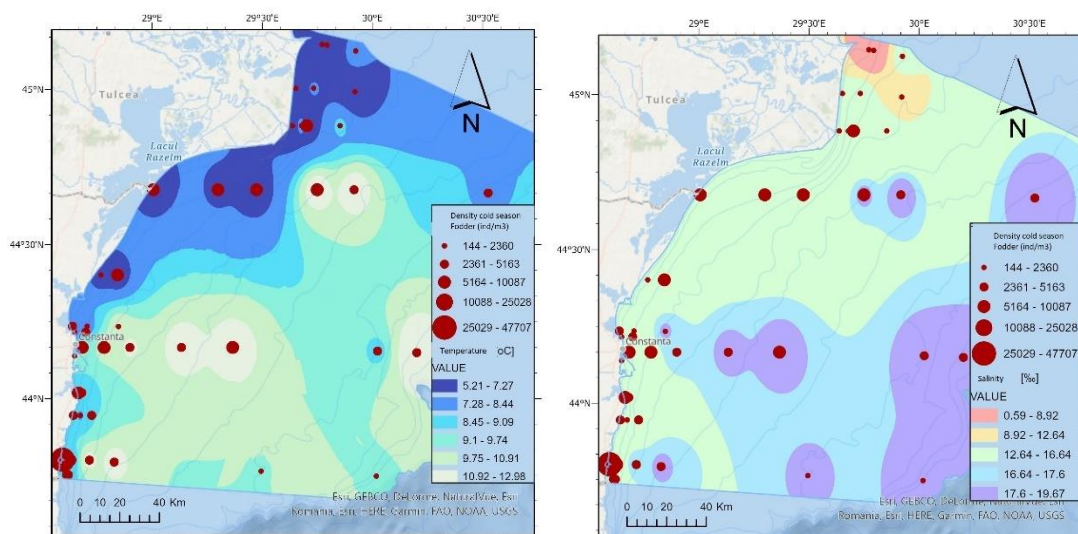 29°E 29°30'E 30°E 30°30'E
45°N
44°30'N
44°N
Tulcea
Lacul
Razelm
Constanta
N
Density cold season
Fodder (ind/m3)
144 - 2360
2361 - 5163
5164 - 10087
10088 - 25028
25029 - 47707
Temperature oC]
VALUE
5.21 - 7.27
7.28 - 8.44
8.45 - 9.09
9.1 - 9.74
9.75 - 10.91
10.92 - 12.98
0 10 20 40 Km
Esri, GEBCO, DeLorme, NaturalVue, Esri
Romania, Esri, HERE, Garmin, FAO, NOAA, USGS
29°E 29°30'E 30°E 30°30'E
45°N
44°30'N
44°N
Tulcea
Lacul
Razelm
Constanta
N
Density cold season
Fodder (ind/m3)
144 - 2360
2361 - 5163
5164 - 10087
10088 - 25028
25029 - 47707
Salinity [‰]
VALUE
0.59 - 8.92
8.92 - 12.64
12.64 - 16.64
16.64 - 17.6
17.6 - 19.67
0 10 20 40 Km
Esri, GEBCO, DeLorme, NaturalVue, Esri
Romania, Esri, HERE, Garmin, FAO, NOAA, USGS